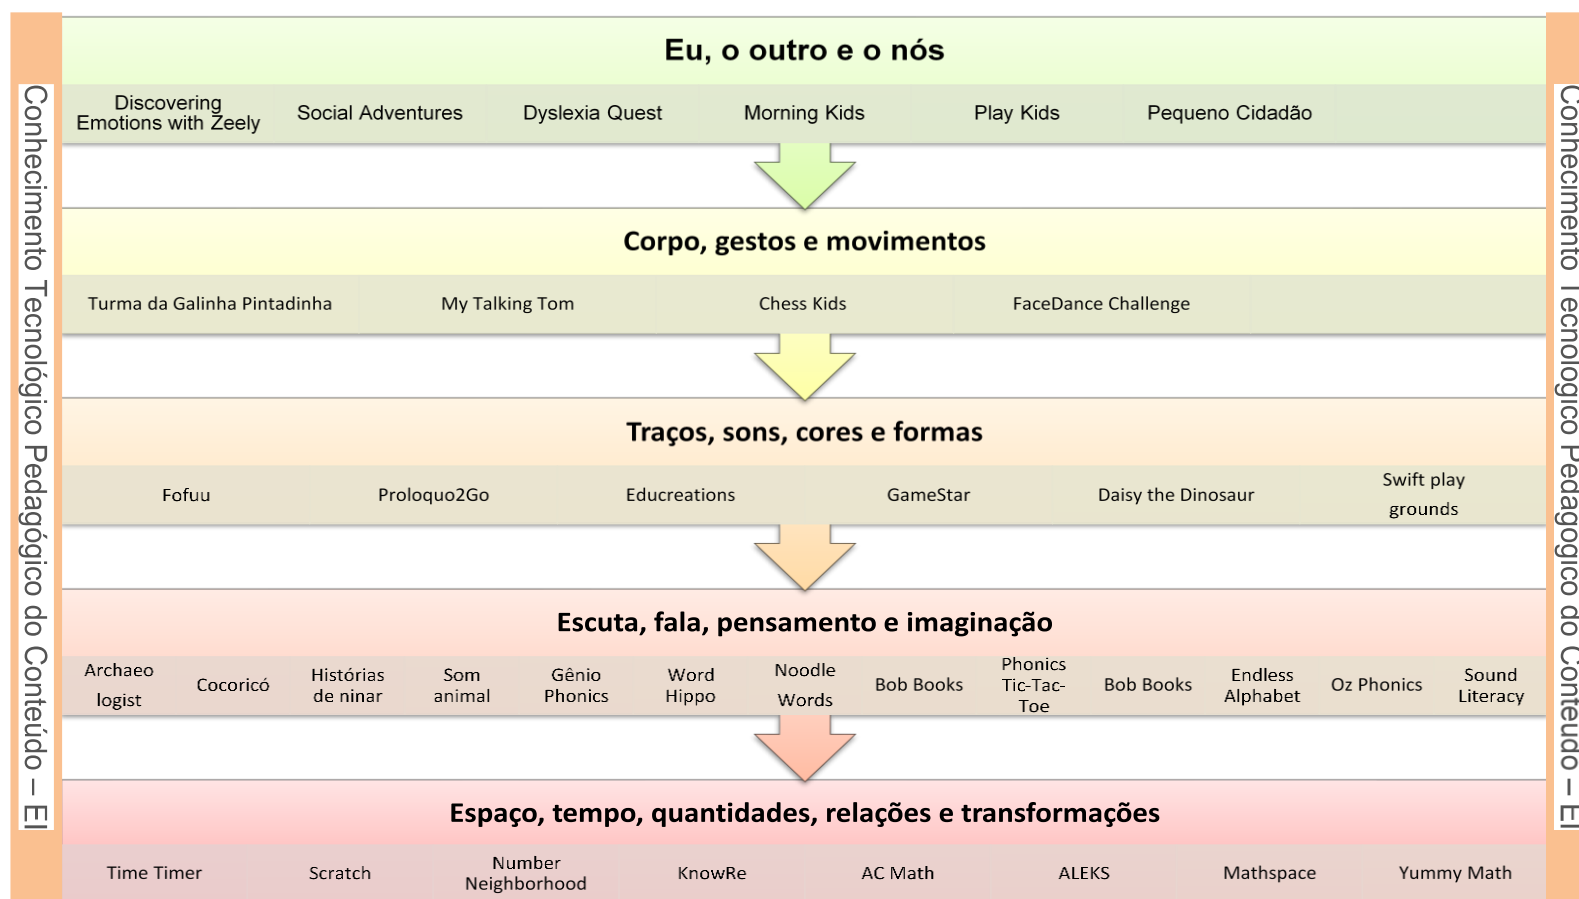 Conhecimento Tecnológico Pedagógico do Conteúdo – EI
Eu, o outro e o nós
Discovering
Emotions with Zeely
Social Adventures
Dyslexia Quest
Morning Kids
Play Kids
Pequeno Cidadão
Corpo, gestos e movimentos
Turma da Galinha Pintadinha
My Talking Tom
Chess Kids
FaceDance Challenge
Traços, sons, cores e formas
Fofuu
Proloquo2Go
Educreations
GameStar
Daisy the Dinosaur
Swift play
grounds
Escuta, fala, pensamento e imaginação
Archaeo
logist
Cocoricó
Histórias
de ninar
Som
animal
Gênio
Phonics
Word
Hippo
Noodle
Words
Bob Books
Phonics
Tic-Tac-
Toe
Bob Books
Endless
Alphabet
Oz Phonics
Sound
Literacy
Espaço, tempo, quantidades, relações e transformações
Time Timer
Scratch
Number
Neighborhood
KnowRe
AC Math
ALEKS
Mathspace
Yummy Math
Conhecimento Tecnológico Pedagógico do Conteúdo – EI